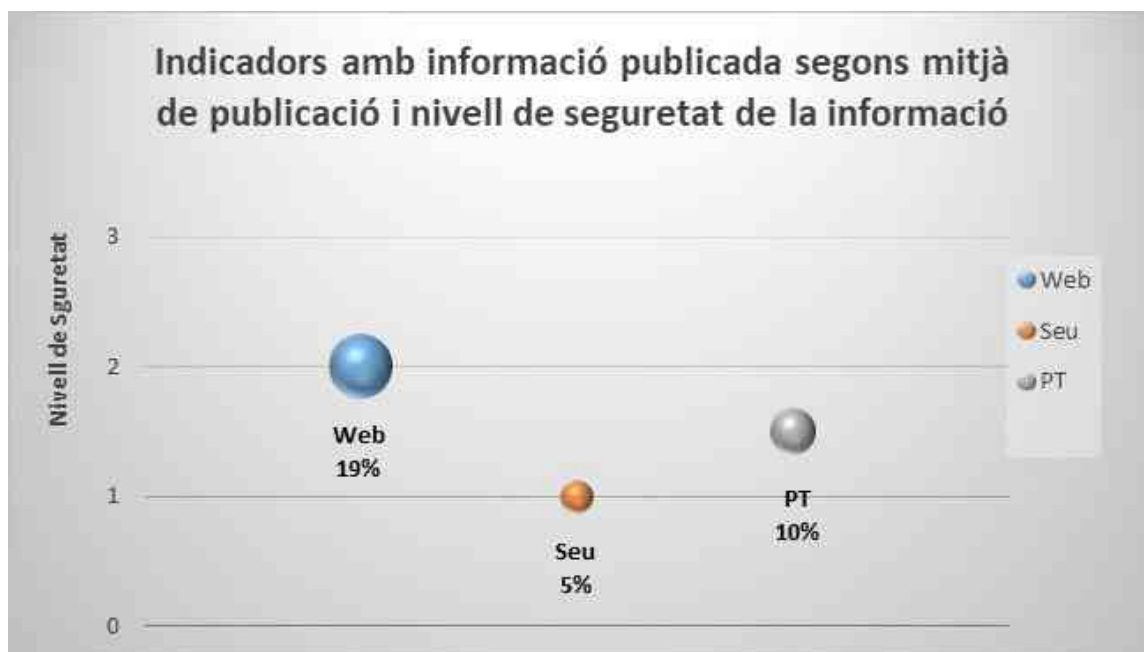 Indicadors amb informació publicada segons mitjà
de publicació i nivell de seguretat de la informació
Nivell de Sguretat
3
2
1
0
Web
19%
Seu
5%
PT
10%
Web
Seu
PT